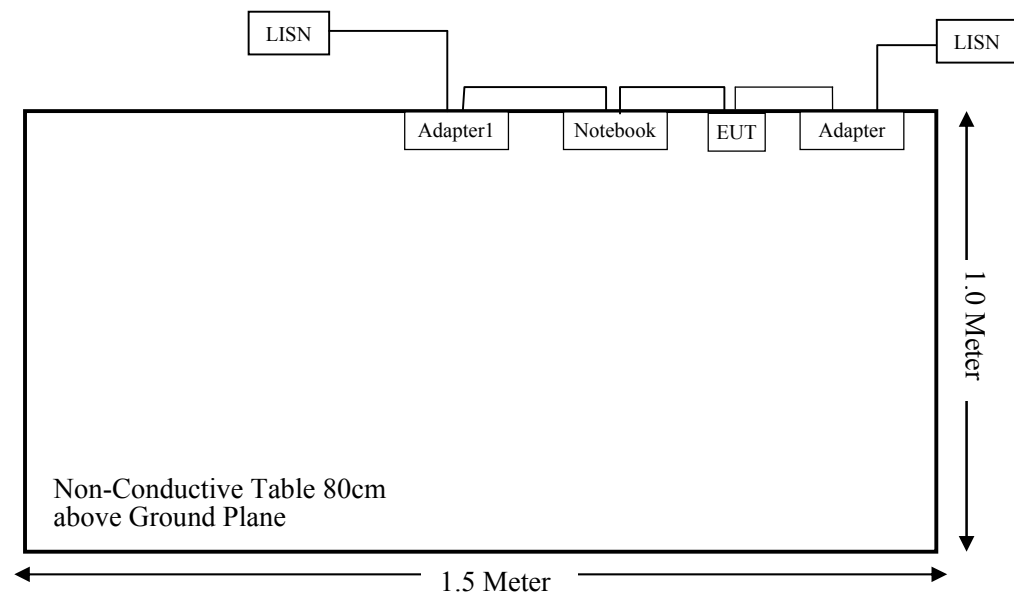 LISN
LISN
Adapter1
Notebook
EUT
Adapter
1.0 Meter
Non-Conductive Table 80cm
above Ground Plane
1.5 Meter